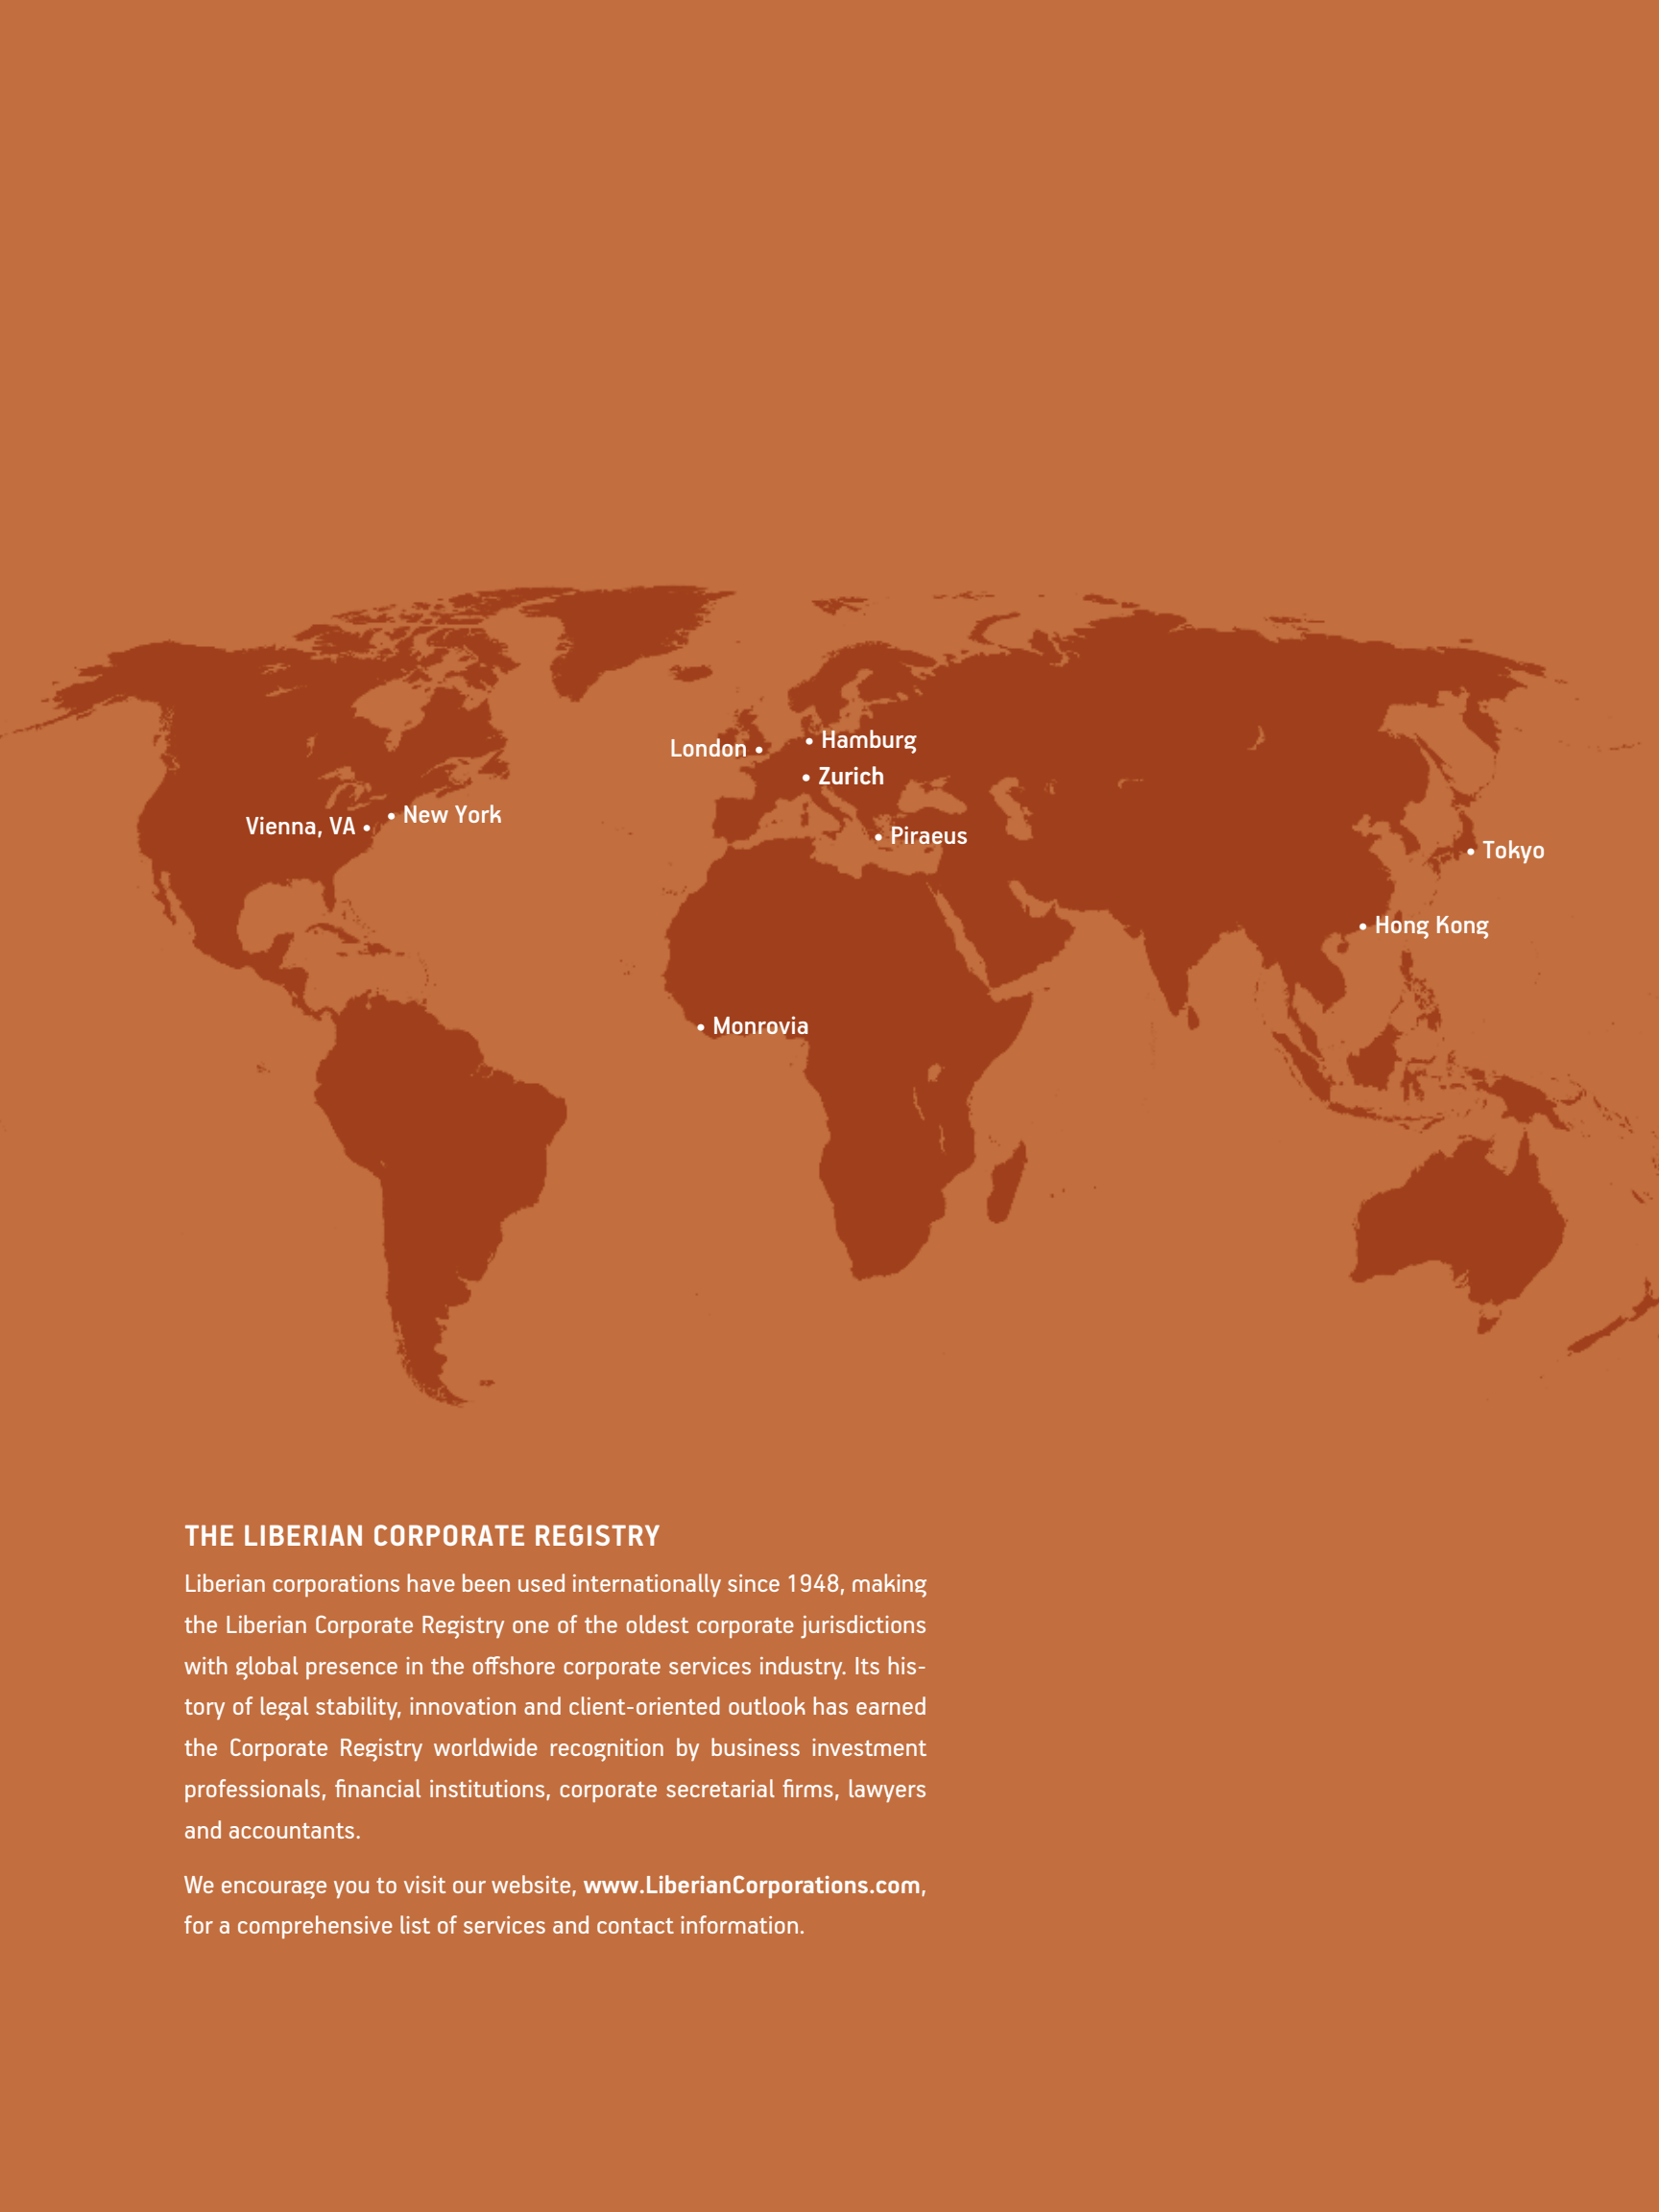 London
Hamburg
Zurich
New York
Vienna, VA
Piraeus
Tokyo
Hong Kong
Monrovia
THE LIBERIAN CORPORATE REGISTRY
Liberian corporations have been used internationally since 1948, making
the Liberian Corporate Registry one of the oldest corporate jurisdictions
with global presence in the offshore corporate services industry. Its his-
tory of legal stability, innovation and client-oriented outlook has earned
the Corporate Registry worldwide recognition by business investment
professionals, financial institutions, corporate secretarial firms, lawyers
and accountants.
We encourage you to visit our website, www.LiberianCorporations.com,
for a comprehensive list of services and contact information.